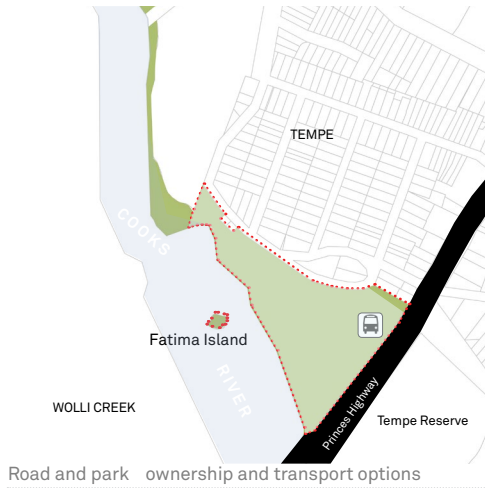 TEMPE
COOKS
Fatima Island
RIVER
Princes Highway
WOLLI CREEK
Tempe Reserve
Road and park ownership and transport options